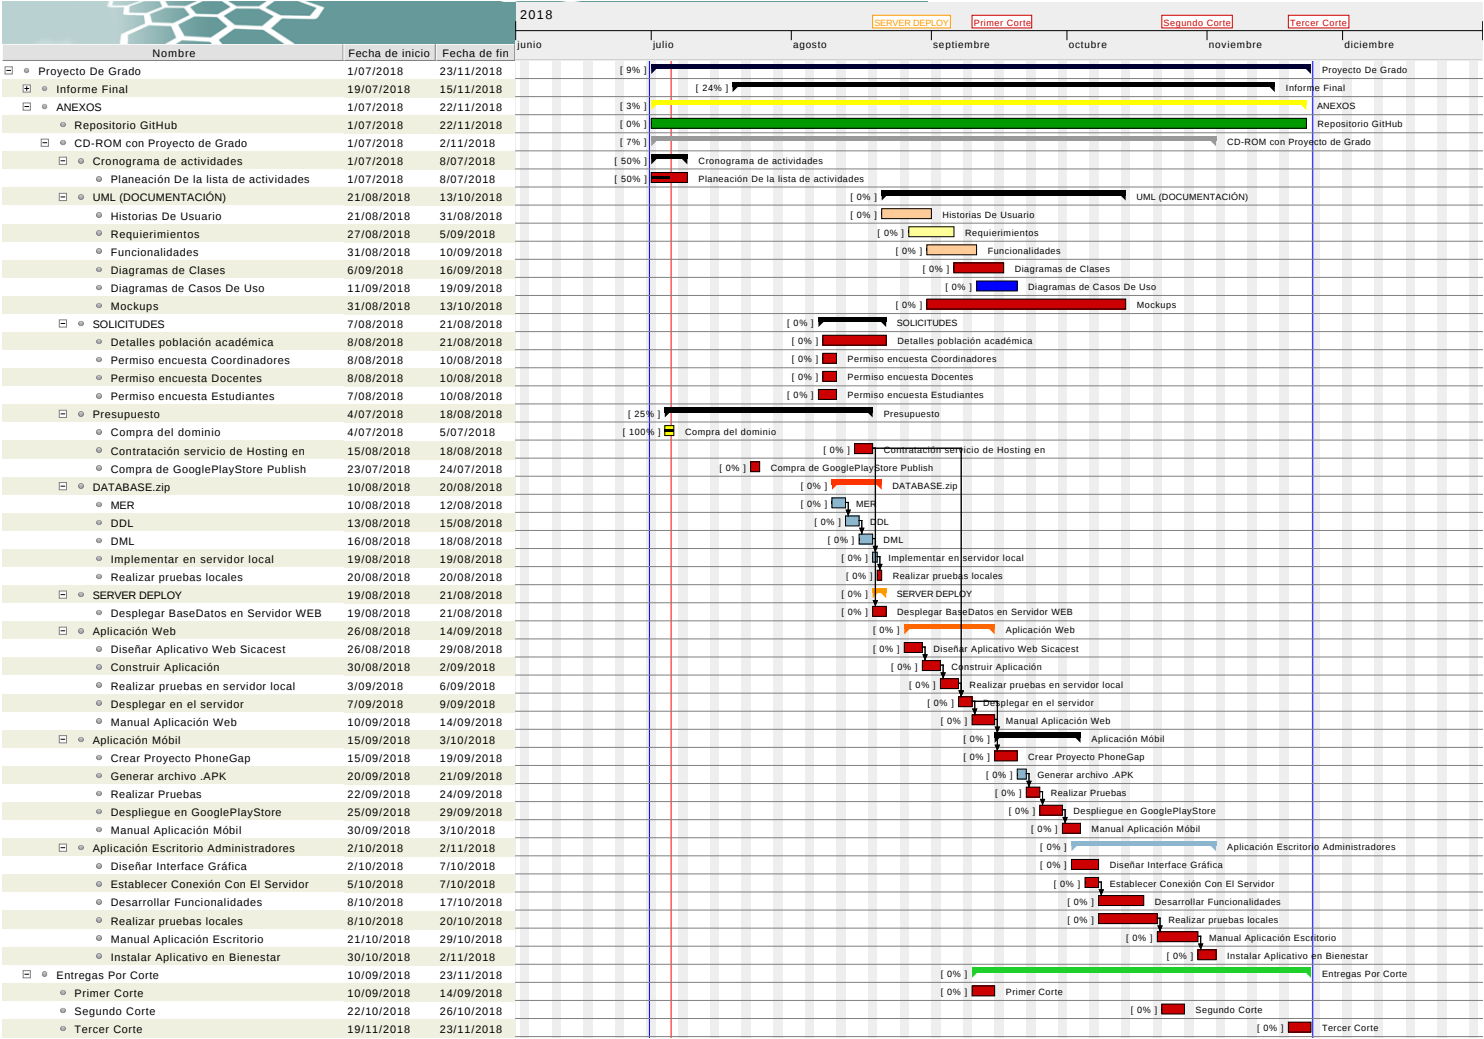 2018
SERVER DEPLOY Primer Corte Segundo Corte Tercer Corte
Nombre Fecha de inicio Fecha de fin junio julio agosto septiembre octubre noviembre diciembre
Proyecto De Grado 1/07/2018 23/11/2018 [ 9% ] Proyecto De Grado
Informe Final 19/07/2018 15/11/2018 [ 24% ] Informe Final
ANEXOS 1/07/2018 22/11/2018 [ 3% ] ANEXOS
Repositorio GitHub 1/07/2018 22/11/2018 [ 0% ] Repositorio GitHub
CD-ROM con Proyecto de Grado 1/07/2018 2/11/2018 [ 7% ] CD-ROM con Proyecto de Grado
Cronograma de actividades 1/07/2018 8/07/2018 [ 50% ] Cronograma de actividades
Planeación De la lista de actividades 1/07/2018 8/07/2018 [ 50% ] Planeación De la lista de actividades
UML (DOCUMENTACIÓN) 21/08/2018 13/10/2018 [ 0% ] UML (DOCUMENTACIÓN)
Historias De Usuario 21/08/2018 31/08/2018 [ 0% ] Historias De Usuario
Requierimientos 27/08/2018 5/09/2018 [ 0% ] Requierimientos
Funcionalidades 31/08/2018 10/09/2018 [ 0% ] Funcionalidades
Diagramas de Clases 6/09/2018 16/09/2018 [ 0% ] Diagramas de Clases
Diagramas de Casos De Uso 11/09/2018 19/09/2018 [ 0% ] Diagramas de Casos De Uso
Mockups 31/08/2018 13/10/2018 [ 0% ] Mockups
SOLICITUDES 7/08/2018 21/08/2018 [ 0% ] SOLICITUDES
Detalles población académica 8/08/2018 21/08/2018 [ 0% ] Detalles población académica
Permiso encuesta Coordinadores 8/08/2018 10/08/2018 [ 0% ] Permiso encuesta Coordinadores
Permiso encuesta Docentes 8/08/2018 10/08/2018 [ 0% ] Permiso encuesta Docentes
Permiso encuesta Estudiantes 7/08/2018 10/08/2018 [ 0% ] Permiso encuesta Estudiantes
Presupuesto 4/07/2018 18/08/2018 [ 25% ] Presupuesto
Compra del dominio 4/07/2018 5/07/2018 [ 100% ] Compra del dominio
Contratación servicio de Hosting en 15/08/2018 18/08/2018 [ 0% ] Contratación servicio de Hosting en
Compra de GooglePlayStore Publish 23/07/2018 24/07/2018 [ 0% ] Compra de GooglePlayStore Publish
DATABASE.zip 10/08/2018 20/08/2018 [ 0% ] DATABASE.zip
MER 10/08/2018 12/08/2018 [ 0% ] MER
DDL 13/08/2018 15/08/2018 [ 0% ] DDL
DML 16/08/2018 18/08/2018 [ 0% ] DML
Implementar en servidor local 19/08/2018 19/08/2018 [ 0% ] Implementar en servidor local
Realizar pruebas locales 20/08/2018 20/08/2018 [ 0% ] Realizar pruebas locales
SERVER DEPLOY 19/08/2018 21/08/2018 [ 0% ] SERVER DEPLOY
Desplegar BaseDatos en Servidor WEB 19/08/2018 21/08/2018 [ 0% ] Desplegar BaseDatos en Servidor WEB
Aplicación Web 26/08/2018 14/09/2018 [ 0% ] Aplicación Web
Diseñar Aplicativo Web Sicacest 26/08/2018 29/08/2018 [ 0% ] Diseñar Aplicativo Web Sicacest
Construir Aplicación 30/08/2018 2/09/2018 [ 0% ] Construir Aplicación
Realizar pruebas en servidor local 3/09/2018 6/09/2018 [ 0% ] Realizar pruebas en servidor local
Desplegar en el servidor 7/09/2018 9/09/2018 [ 0% ] Desplegar en el servidor
Manual Aplicación Web 10/09/2018 14/09/2018 [ 0% ] Manual Aplicación Web
Aplicación Móbil 15/09/2018 3/10/2018 [ 0% ] Aplicación Móbil
Crear Proyecto PhoneGap 15/09/2018 19/09/2018 [ 0% ] Crear Proyecto PhoneGap
Generar archivo .APK 20/09/2018 21/09/2018 [ 0% ] Generar archivo .APK
Realizar Pruebas 22/09/2018 24/09/2018 [ 0% ] Realizar Pruebas
Despliegue en GooglePlayStore 25/09/2018 29/09/2018 [ 0% ] Despliegue en GooglePlayStore
Manual Aplicación Móbil 30/09/2018 3/10/2018 [ 0% ] Manual Aplicación Móbil
Aplicación Escritorio Administradores 2/10/2018 2/11/2018 [ 0% ] Aplicación Escritorio Administradores
Diseñar Interface Gráfica 2/10/2018 7/10/2018 [ 0% ] Diseñar Interface Gráfica
Establecer Conexión Con El Servidor 5/10/2018 7/10/2018 [ 0% ] Establecer Conexión Con El Servidor
Desarrollar Funcionalidades 8/10/2018 17/10/2018 [ 0% ] Desarrollar Funcionalidades
Realizar pruebas locales 8/10/2018 20/10/2018 [ 0% ] Realizar pruebas locales
Manual Aplicación Escritorio 21/10/2018 29/10/2018 [ 0% ] Manual Aplicación Escritorio
Instalar Aplicativo en Bienestar 30/10/2018 2/11/2018 [ 0% ] Instalar Aplicativo en Bienestar
Entregas Por Corte 10/09/2018 23/11/2018 [ 0% ] Entregas Por Corte
Primer Corte 10/09/2018 14/09/2018 [ 0% ] Primer Corte
Segundo Corte 22/10/2018 26/10/2018 [ 0% ] Segundo Corte
Tercer Corte 19/11/2018 23/11/2018 [ 0% ] Tercer Corte